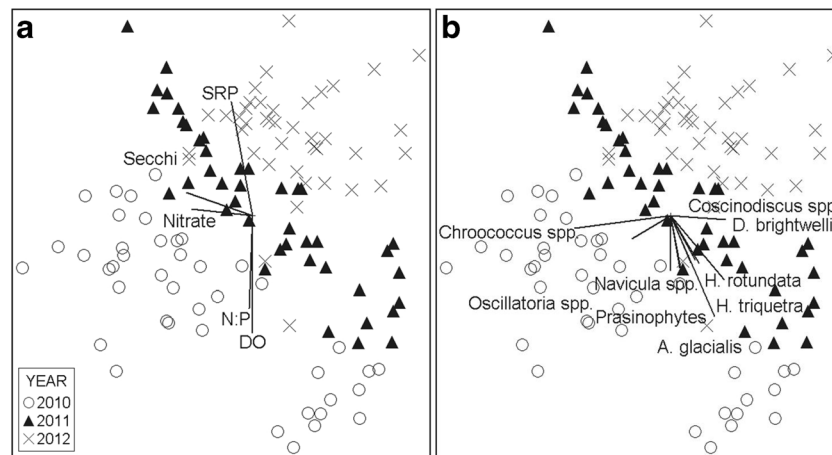 a
SRP
Secchi
Nitrate
N:P
DO
YEAR
2010
2011
2012
b
Coscinodiscus spp
D. brightwelli
Chroococcus spp.
Navicula spp.
H. rotundata
Oscillatoria spp.
Prasinophytes
H. triquetra
A. glacialis